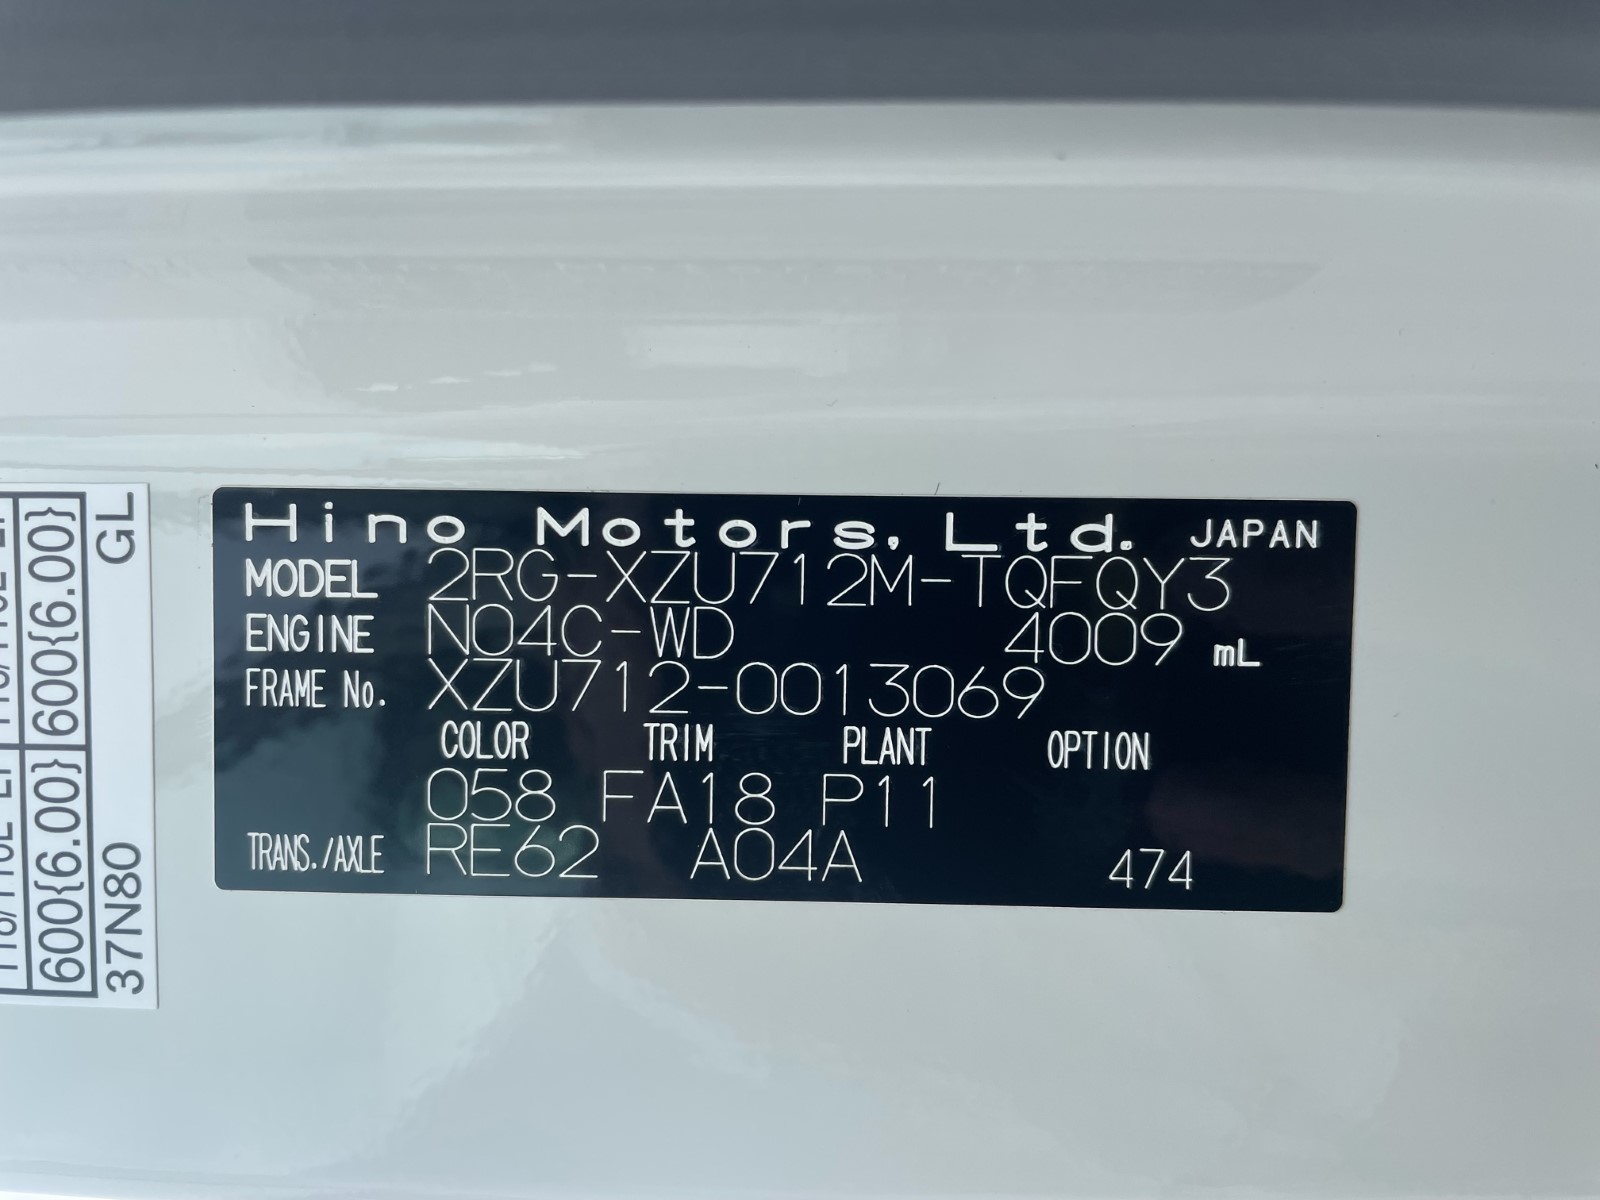 Hino Motors, Ltd. JAPAN
MODEL 2RG-XZU712M-TQFQY3
ENGINE N04C-WD 4009 mL
FRAME No. XZU712-0013069
COLOR TRIM PLANT OPTION
058 FA18 P11
TRANS./AXLE RE62 A04A 474
600{6.00} 600{6.00}
37N80 GL